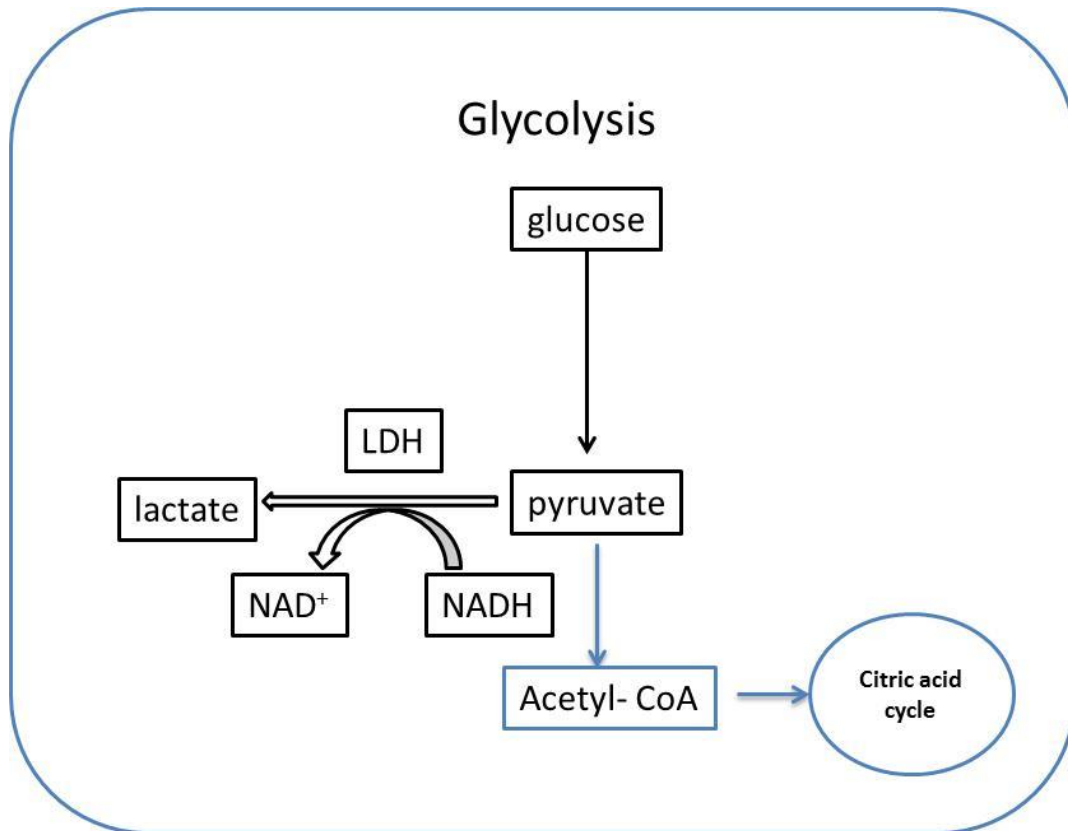 Glycolysis
glucose
LDH
lactate
pyruvate
NAD⁺
NADH
Acetyl- CoA
Citric acid
cycle